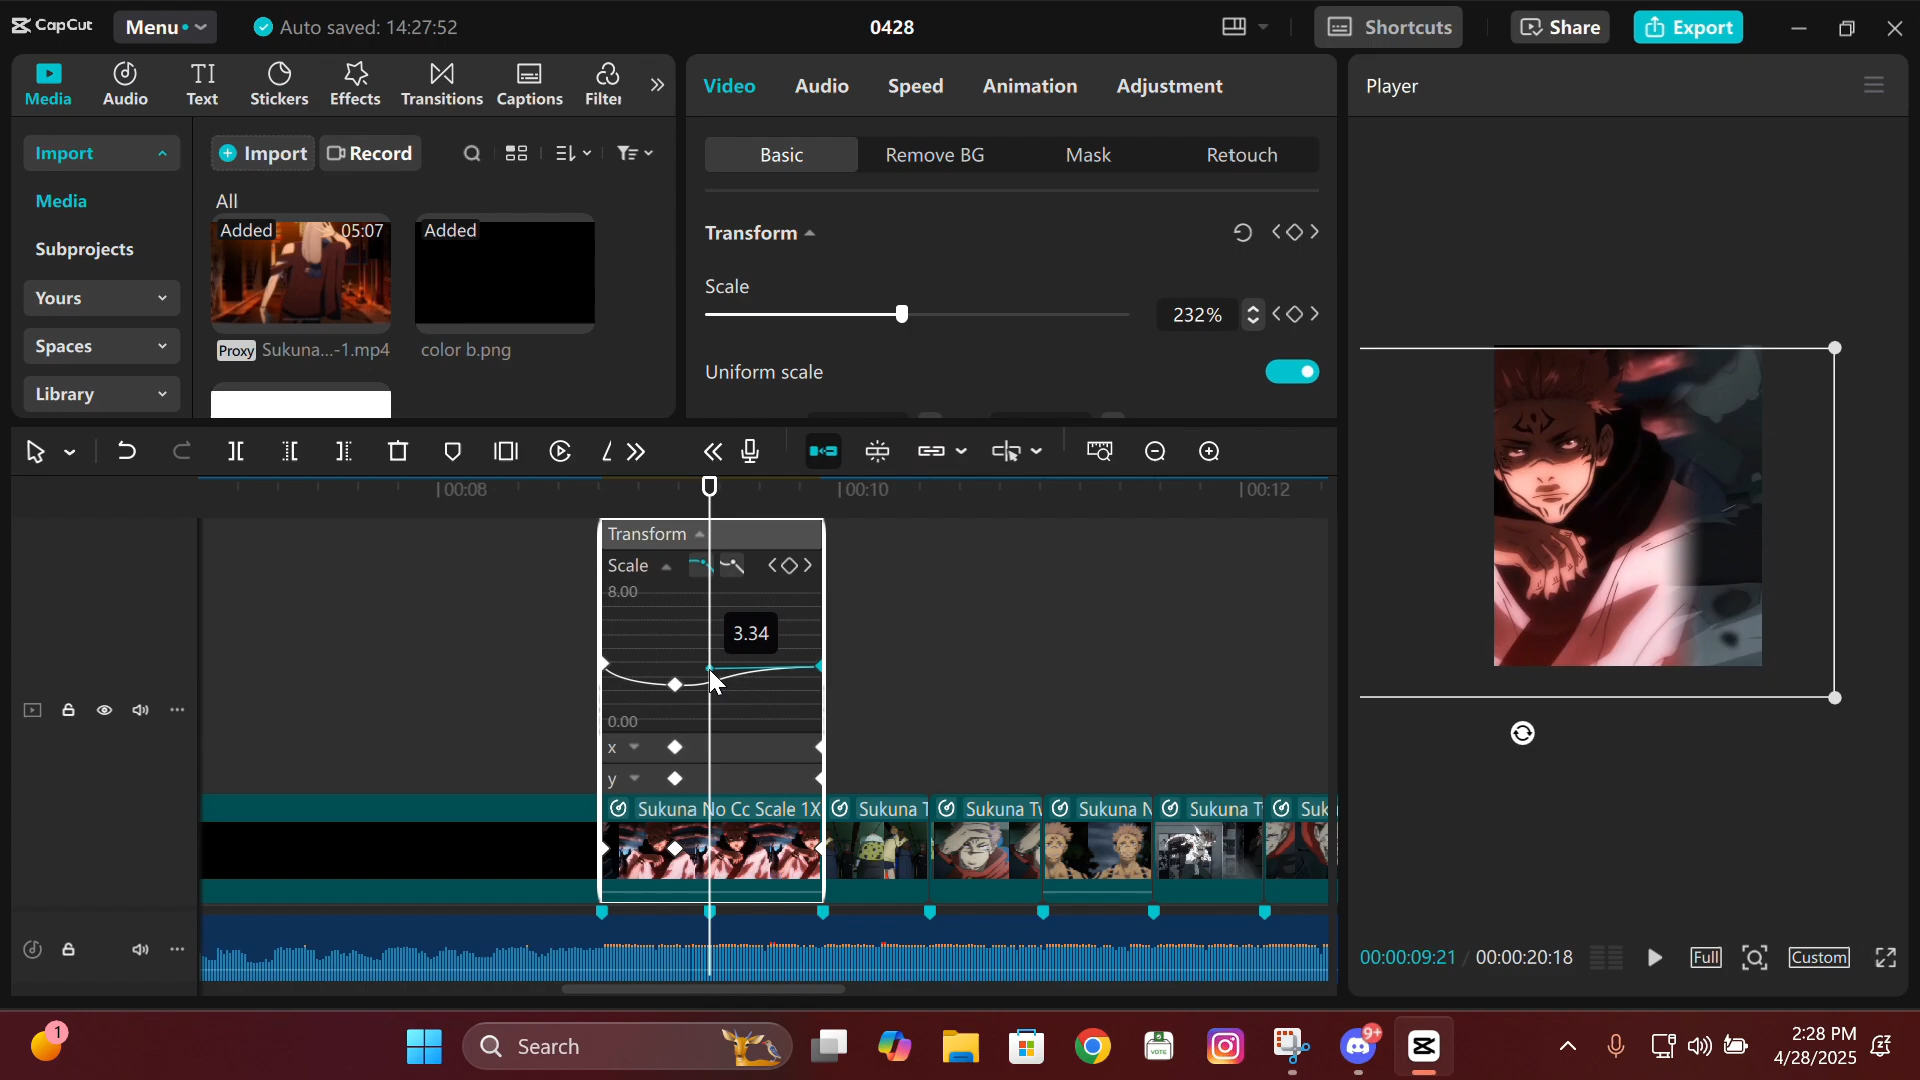 CapCut Menu Auto saved: 14:27:52 0428 Shortcuts Share Export
Media Audio Text Stickers Effects Transitions Captions Filter
Import
Media
Subprojects
Yours
Spaces
Library
Import Record
All
Added 05:07 Added
Proxy Sukuna...-1.mp4 color b.png
Video Audio Speed Animation Adjustment
Basic Remove BG Mask Retouch
Transform
Scale
232%
Uniform scale
Player
00:08 00:10 00:12
Transform
Scale
8.00
3.34
0.00
x
y
Sukuna No Cc Scale 1X Sukuna T Sukuna Tw Sukuna N Sukuna T Suk
00:00:09:21 / 00:00:20:18 Full Custom
1 Search VOTE 9+ 2:28 PM
4/28/2025